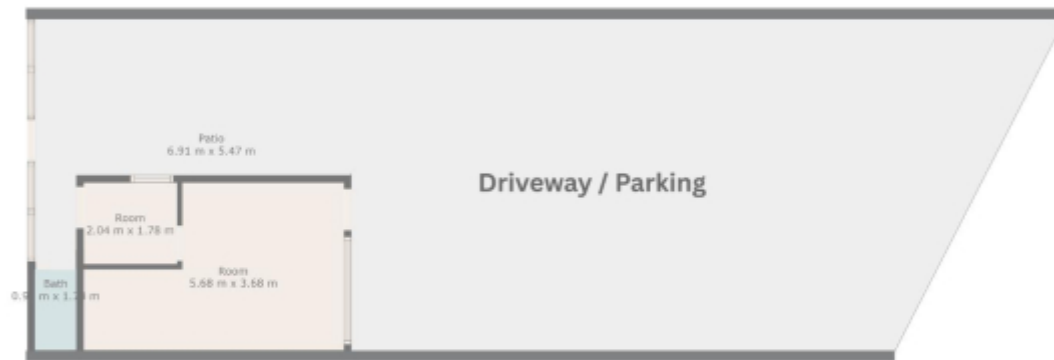 Patio
6.91 m x 5.47 m
Driveway / Parking
Room
2.04 m x 1.78 m
Room
5.68 m x 3.68 m
Bath
m x
m